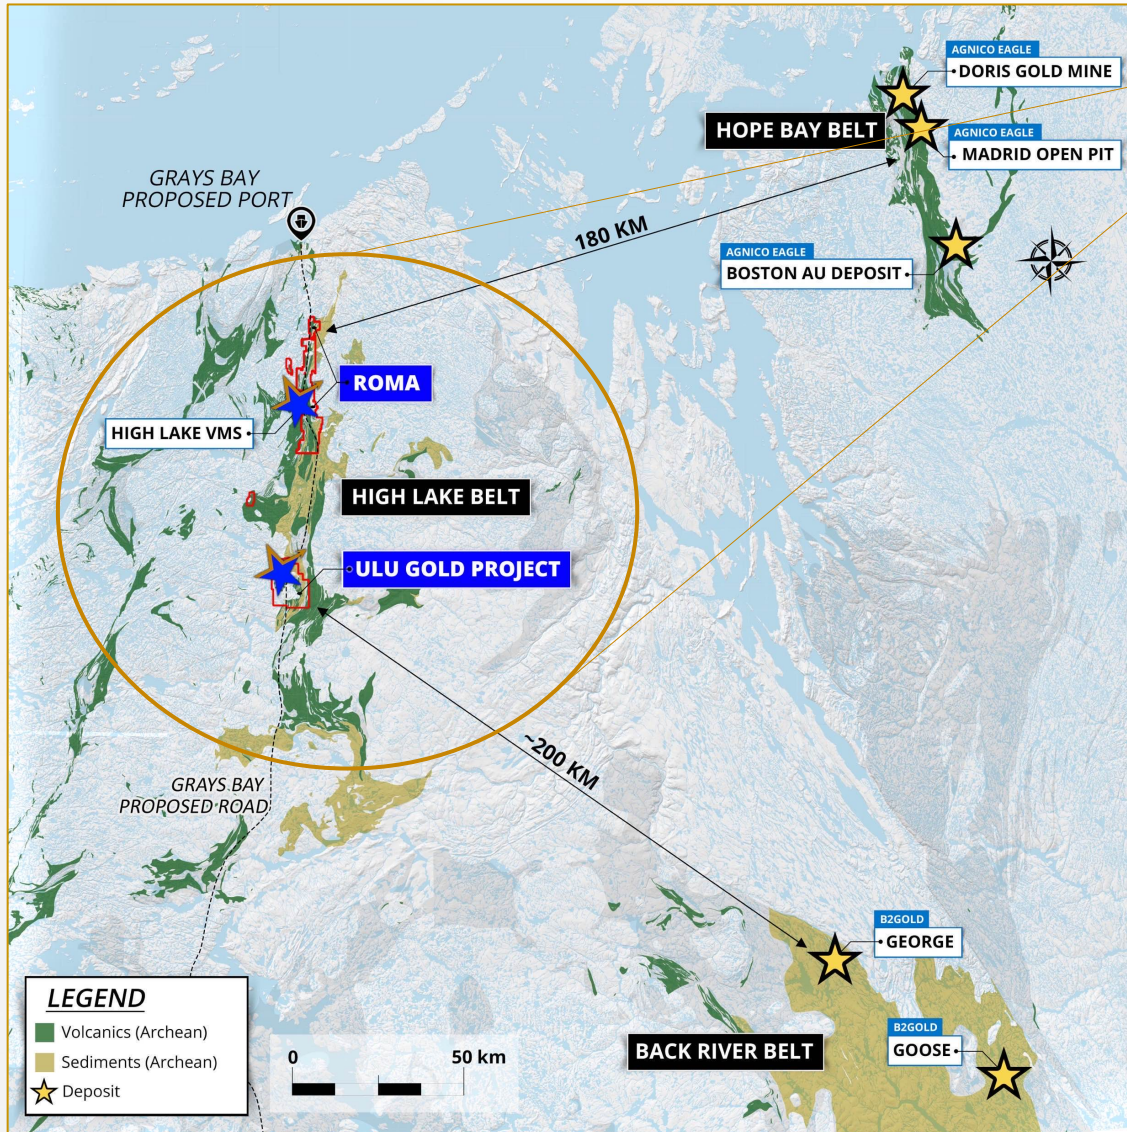 AGNICO EAGLE
DORIS GOLD MINE
HOPE BAY BELT
AGNICO EAGLE
MADRID OPEN PIT
GRAYS BAY
PROPOSED PORT
180 KM
AGNICO EAGLE
BOSTON AU DEPOSIT
ROMA
HIGH LAKE VMS
HIGH LAKE BELT
ULU GOLD PROJECT
~200 KM
GRAYS BAY
PROPOSED ROAD
B2GOLD
GEORGE
LEGEND
Volcanics (Archean)
Sediments (Archean)
Deposit
0 50 km
BACK RIVER BELT
B2GOLD
GOOSE